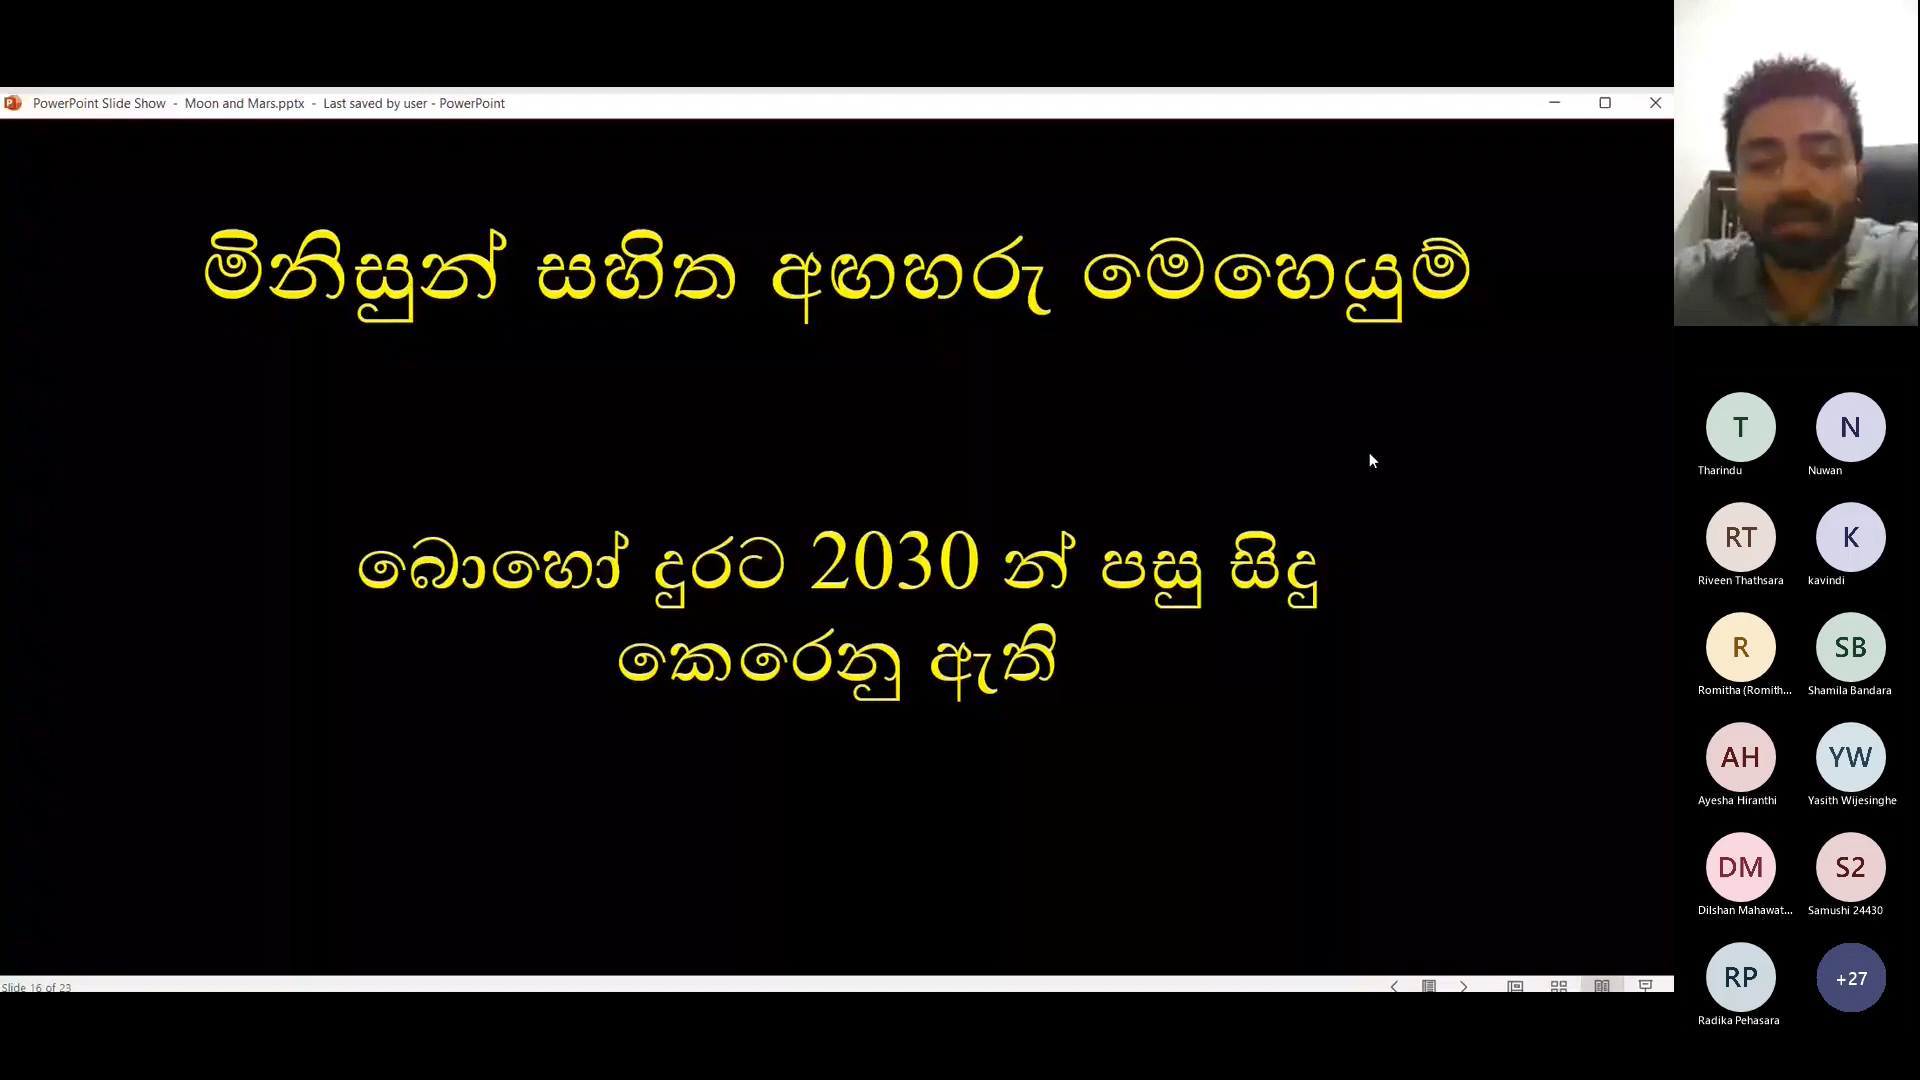 PowerPoint Slide Show - Moon and Mars.pptx - Last saved by user - PowerPoint
මිනිසුන් සහිත අඟහරු මෙහෙයුම්
බොහෝ දුරට 2030 න් පසු සිදු
කෙරෙනු ඇති
Slide 16 of 23
T
Tharindu
N
Nuwan
RT
Riveen Thathsara
K
kavindi
R
Romitha (Romith...
SB
Shamila Bandara
AH
Ayesha Hiranthi
YW
Yasith Wijesinghe
DM
Dilshan Mahawat...
S2
Samushi 24430
RP
Radika Pehasara
+27